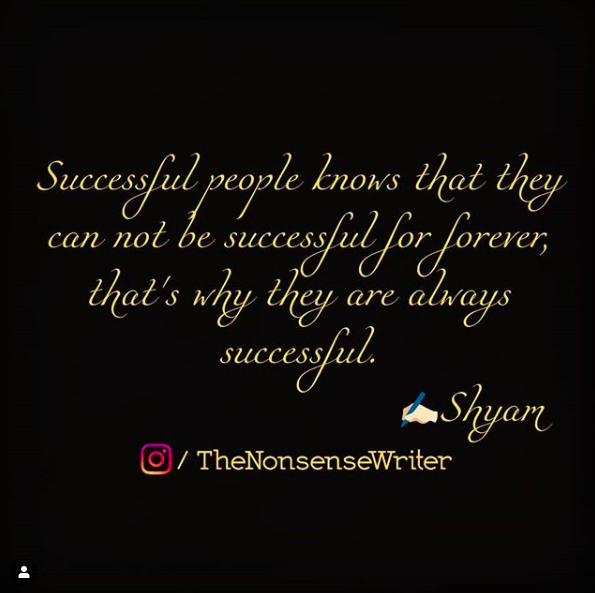 Successful people knows that they
can not be successful for forever,
that's why they are always
successful.
✍🏻Shyam
/ TheNonsenseWriter